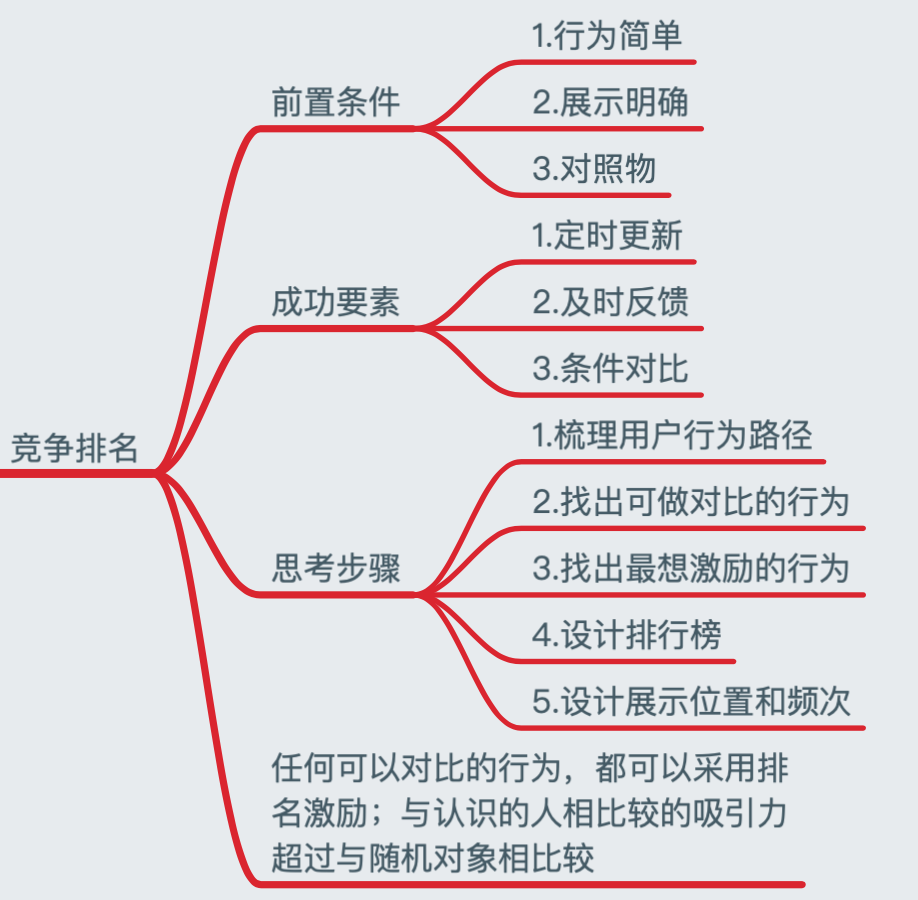 竞争排名
前置条件
1.行为简单
2.展示明确
3.对照物
成功要素
1.定时更新
2.及时反馈
3.条件对比
思考步骤
1.梳理用户行为路径
2.找出可做对比的行为
3.找出最想激励的行为
4.设计排行榜
5.设计展示位置和频次
任何可以对比的行为，都可以采用排
名激励；与认识的人相比较的吸引力
超过与随机对象相比较